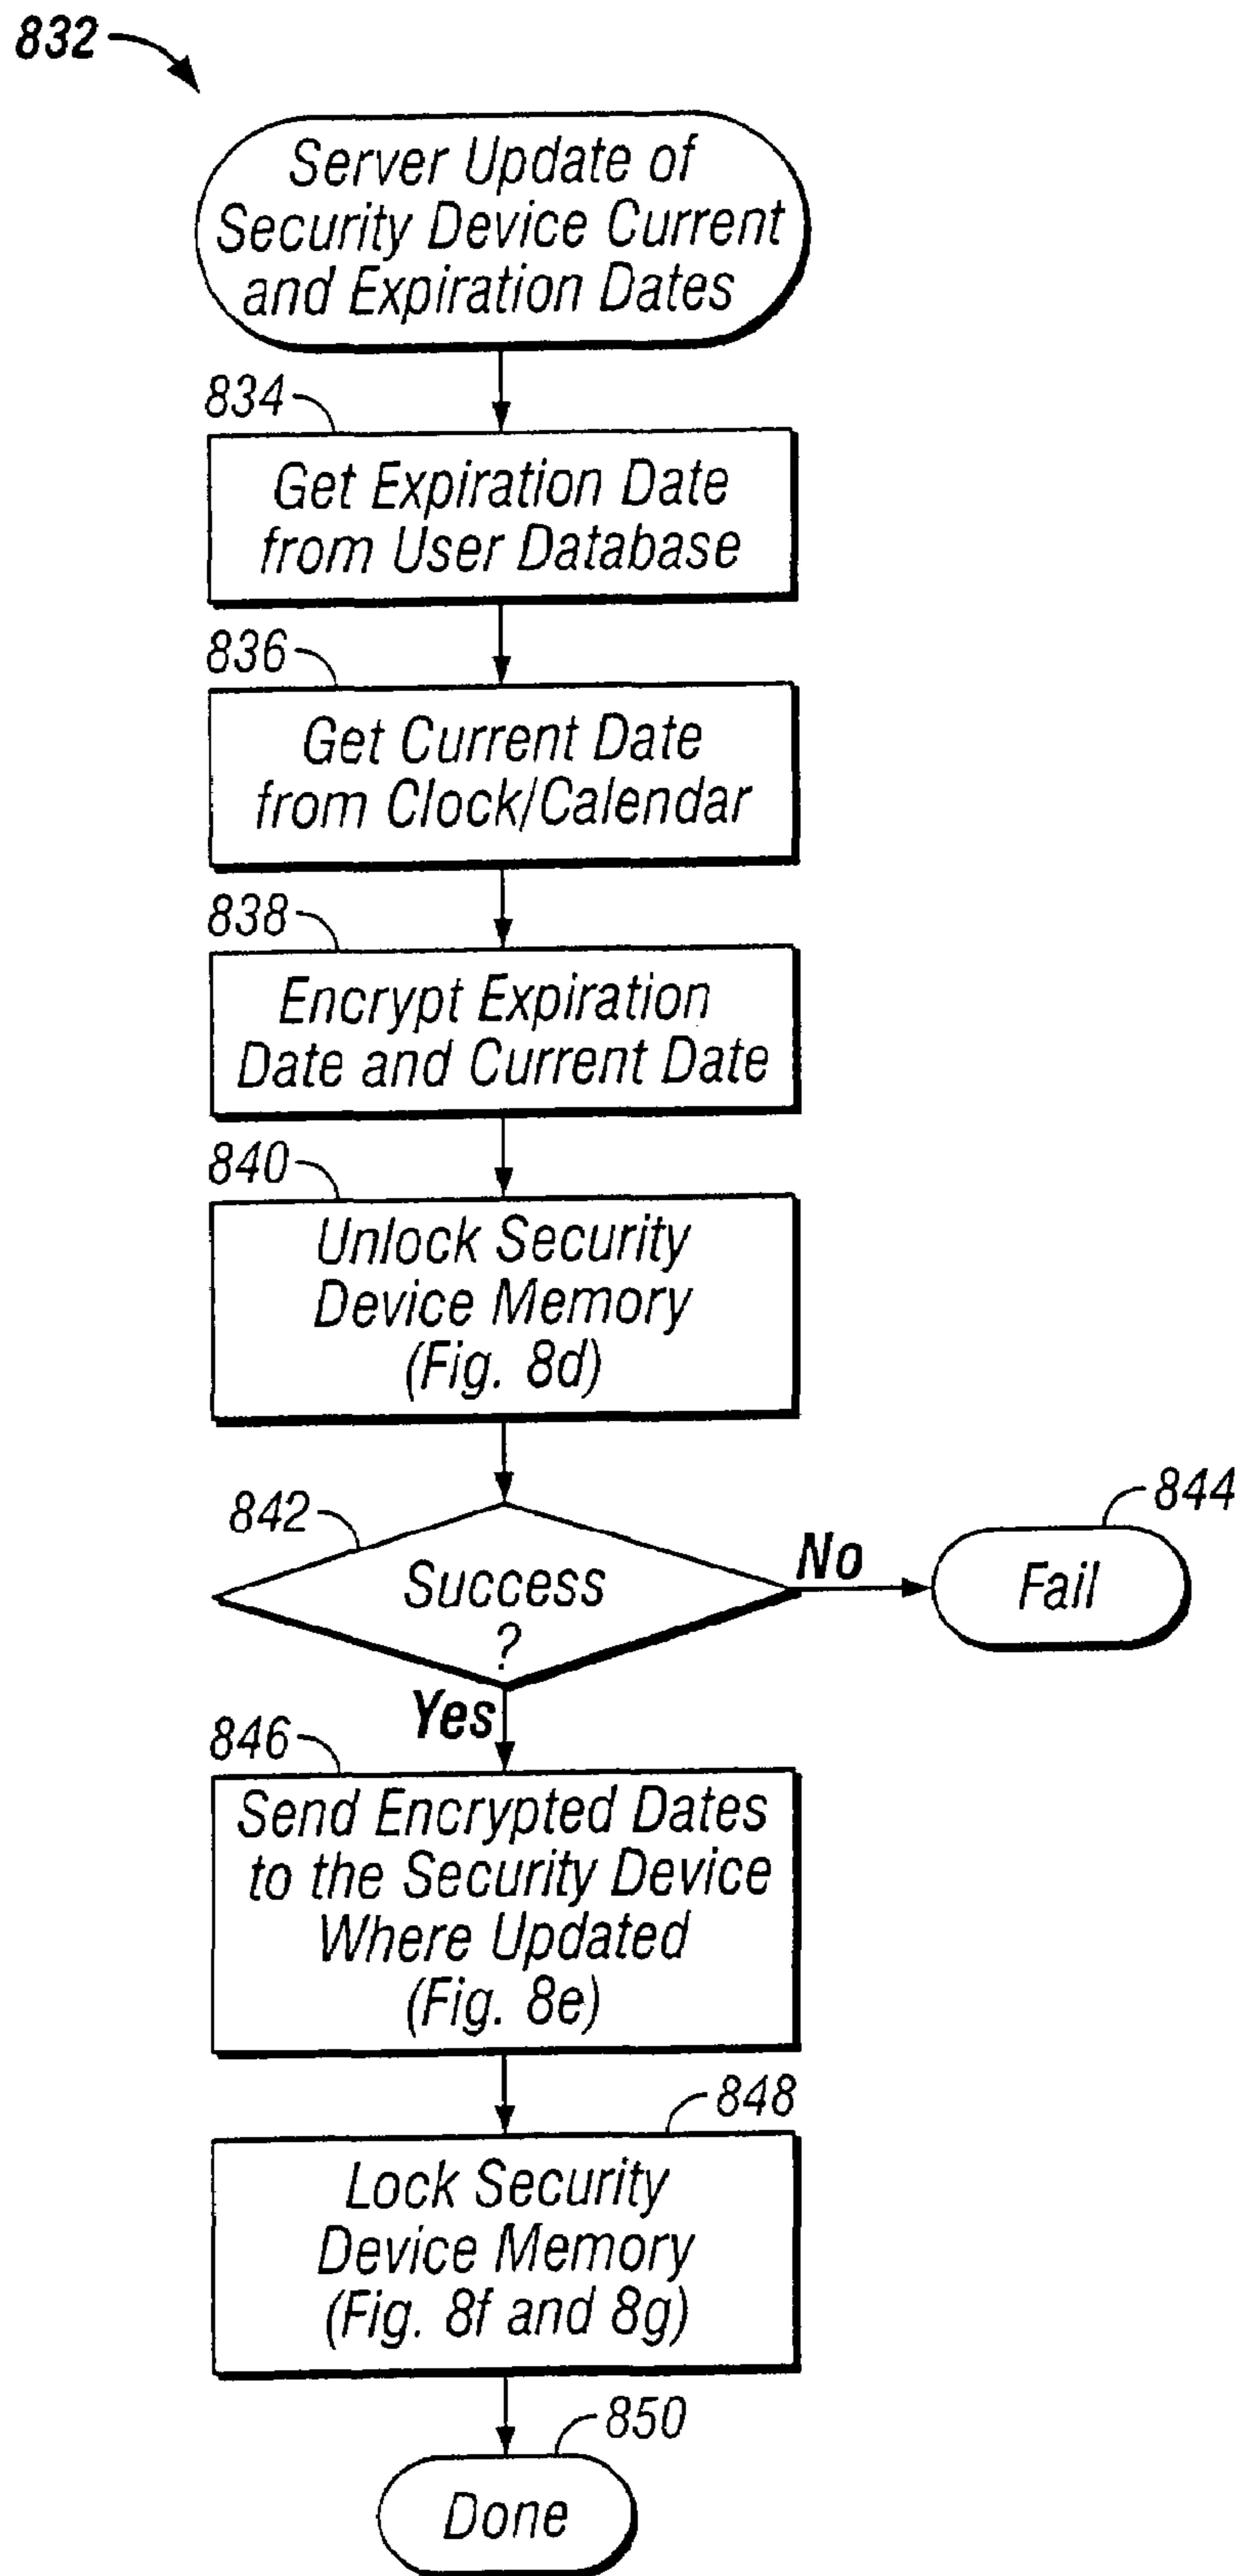 832
Server Update of
Security Device Current
and Expiration Dates
834
Get Expiration Date
from User Database
836
Get Current Date
from Clock/Calendar
838
Encrypt Expiration
Date and Current Date
840
Unlock Security
Device Memory
(Fig. 8d)
842
Success
?
No
844
Fail
Yes
846
Send Encrypted Dates
to the Security Device
Where Updated
(Fig. 8e)
848
Lock Security
Device Memory
(Fig. 8f and 8g)
850
Done